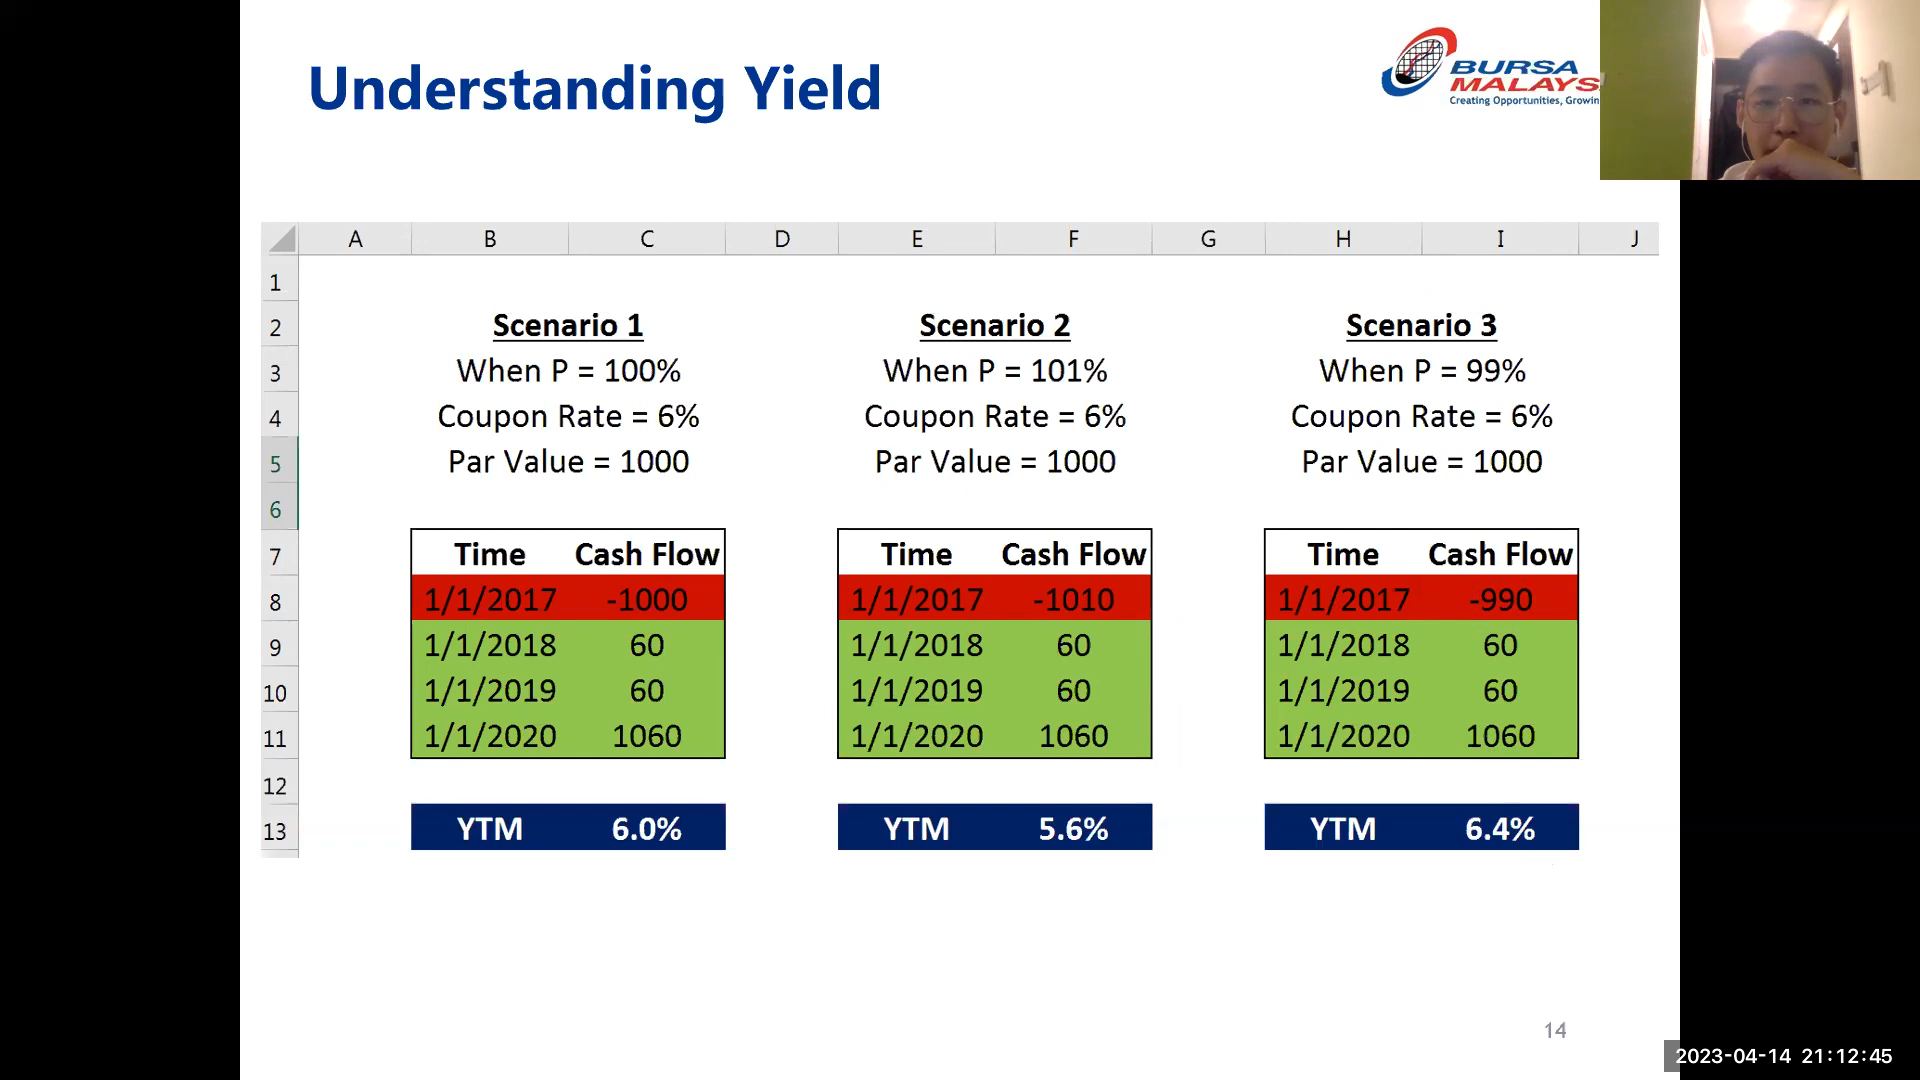 Understanding Yield
BURSA
MALAYS
Creating Opportunities, Growin
A B C D E F G H I J
1
2 Scenario 1 Scenario 2 Scenario 3
3 When P = 100% When P = 101% When P = 99%
4 Coupon Rate = 6% Coupon Rate = 6% Coupon Rate = 6%
5 Par Value = 1000 Par Value = 1000 Par Value = 1000
6
7 Time Cash Flow Time Cash Flow Time Cash Flow
8 1/1/2017 -1000 1/1/2017 -1010 1/1/2017 -990
9 1/1/2018 60 1/1/2018 60 1/1/2018 60
10 1/1/2019 60 1/1/2019 60 1/1/2019 60
11 1/1/2020 1060 1/1/2020 1060 1/1/2020 1060
12
13 YTM 6.0% YTM 5.6% YTM 6.4%
14
2023-04-14 21:12:45